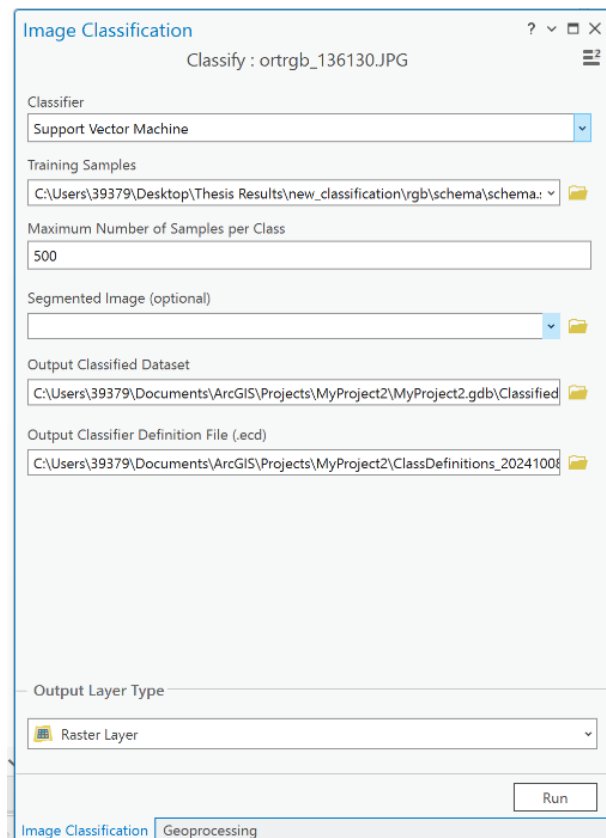 Image Classification
Classify : ortrgb_136130.JPG
Classifier
Support Vector Machine
Training Samples
C:\Users\39379\Desktop\Thesis Results\new_classification\rgb\schema\schema.s
Maximum Number of Samples per Class
500
Segmented Image (optional)
Output Classified Dataset
C:\Users\39379\Documents\ArcGIS\Projects\MyProject2\MyProject2.gdb\Classified
Output Classifier Definition File (.ecd)
C:\Users\39379\Documents\ArcGIS\Projects\MyProject2\ClassDefinitions_20241008
Output Layer Type
Raster Layer
Run
Image Classification Geoprocessing